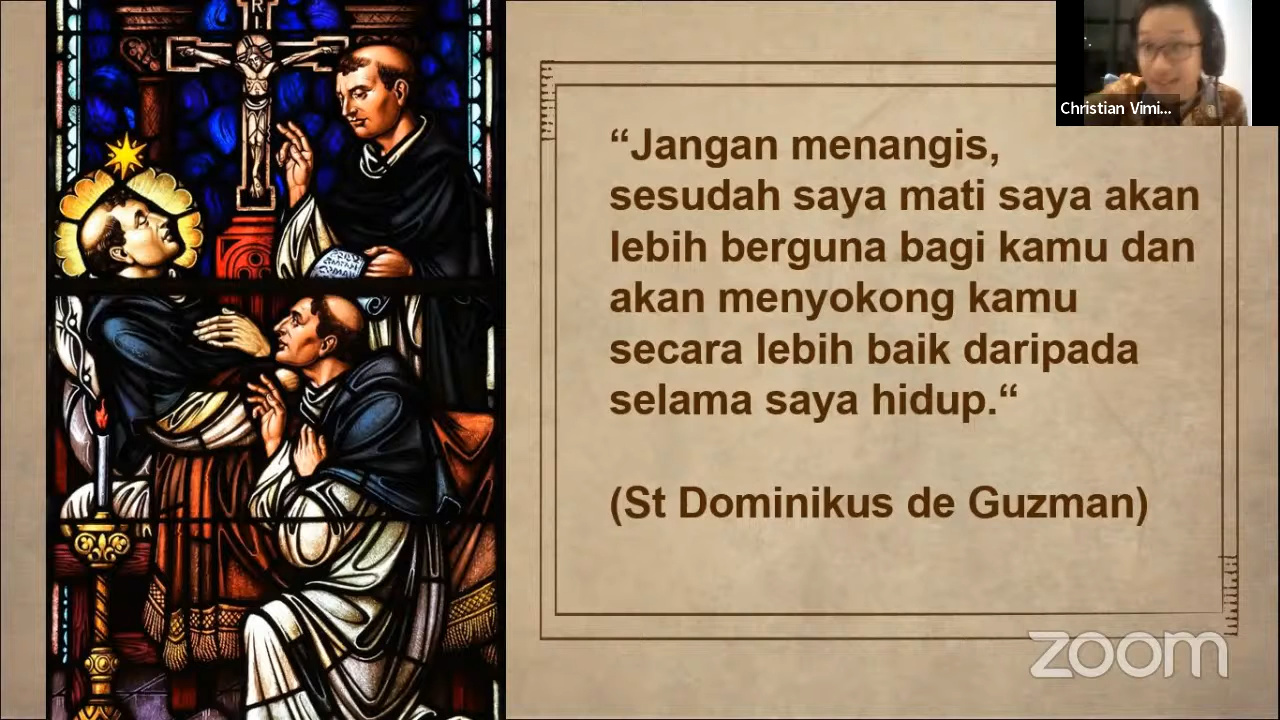 RI
Christian Vimi...
“Jangan menangis,
sesudah saya mati saya akan
lebih berguna bagi kamu dan
akan menyokong kamu
secara lebih baik daripada
selama saya hidup.“
(St Dominikus de Guzman)
zoom